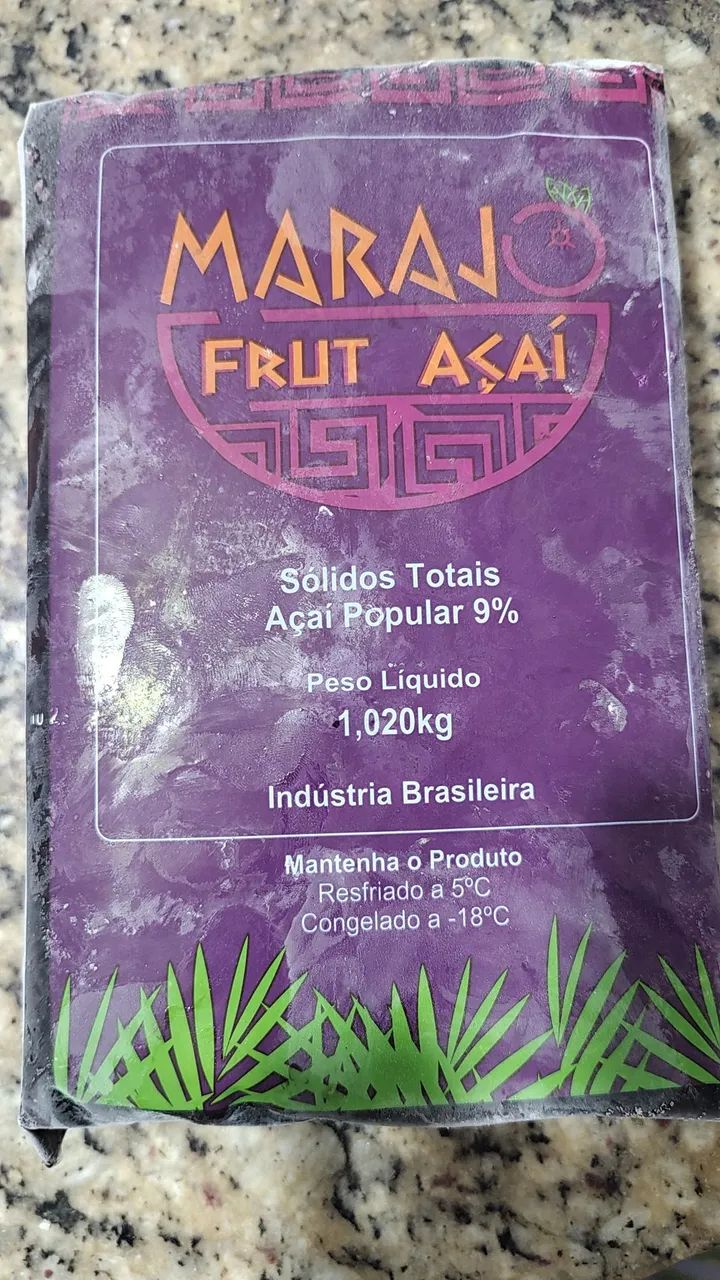 MARAJO
FRUT AÇAÍ
Sólidos Totais
Açaí Popular 9%
Peso Líquido
1,020kg
Indústria Brasileira
Mantenha o Produto
Resfriado a 5ºC
Congelado a -18ºC